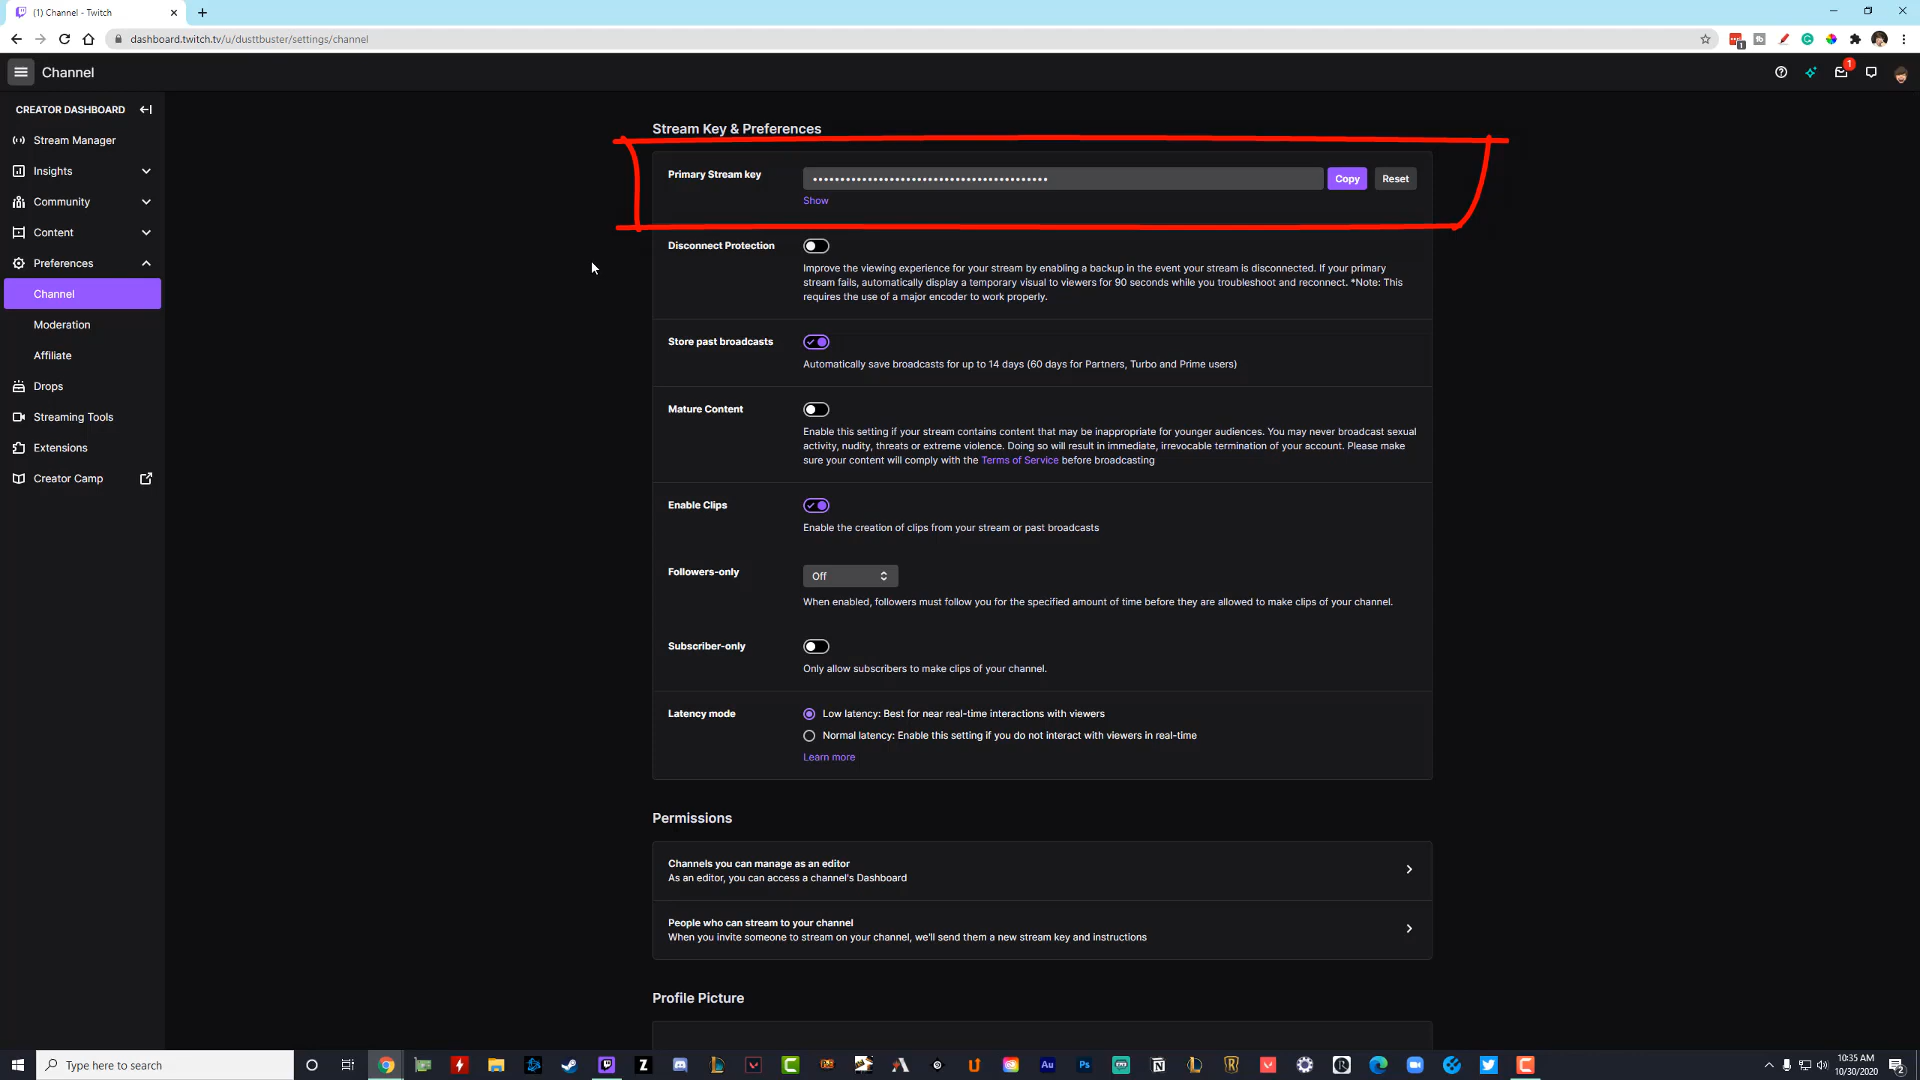 (1) Channel - Twitch
dashboard.twitch.tv/u/dusttbuster/settings/channel
1
Channel
1
CREATOR DASHBOARD
Stream Manager
Insights
Community
Content
Preferences
Channel
Moderation
Affiliate
Drops
Streaming Tools
Extensions
Creator Camp
Stream Key & Preferences
Primary Stream key
Copy
Reset
Show
Disconnect Protection
Improve the viewing experience for your stream by enabling a backup in the event your stream is disconnected. If your primary
stream fails, automatically display a temporary visual to viewers for 90 seconds while you troubleshoot and reconnect. *Note: This
requires the use of a major encoder to work properly.
Store past broadcasts
Automatically save broadcasts for up to 14 days (60 days for Partners, Turbo and Prime users)
Mature Content
Enable this setting if your stream contains content that may be inappropriate for younger audiences. You may never broadcast sexual
activity, nudity, threats or extreme violence. Doing so will result in immediate, irrevocable termination of your account. Please make
sure your content will comply with the Terms of Service before broadcasting
Enable Clips
Enable the creation of clips from your stream or past broadcasts
Followers-only
Off
When enabled, followers must follow you for the specified amount of time before they are allowed to make clips of your channel.
Subscriber-only
Only allow subscribers to make clips of your channel.
Latency mode
Low latency: Best for near real-time interactions with viewers
Normal latency: Enable this setting if you do not interact with viewers in real-time
Learn more
Permissions
Channels you can manage as an editor
As an editor, you can access a channel's Dashboard
People who can stream to your channel
When you invite someone to stream on your channel, we'll send them a new stream key and instructions
Profile Picture
Type here to search
Z
Au
Ps
10:35 AM
10/30/2020
2